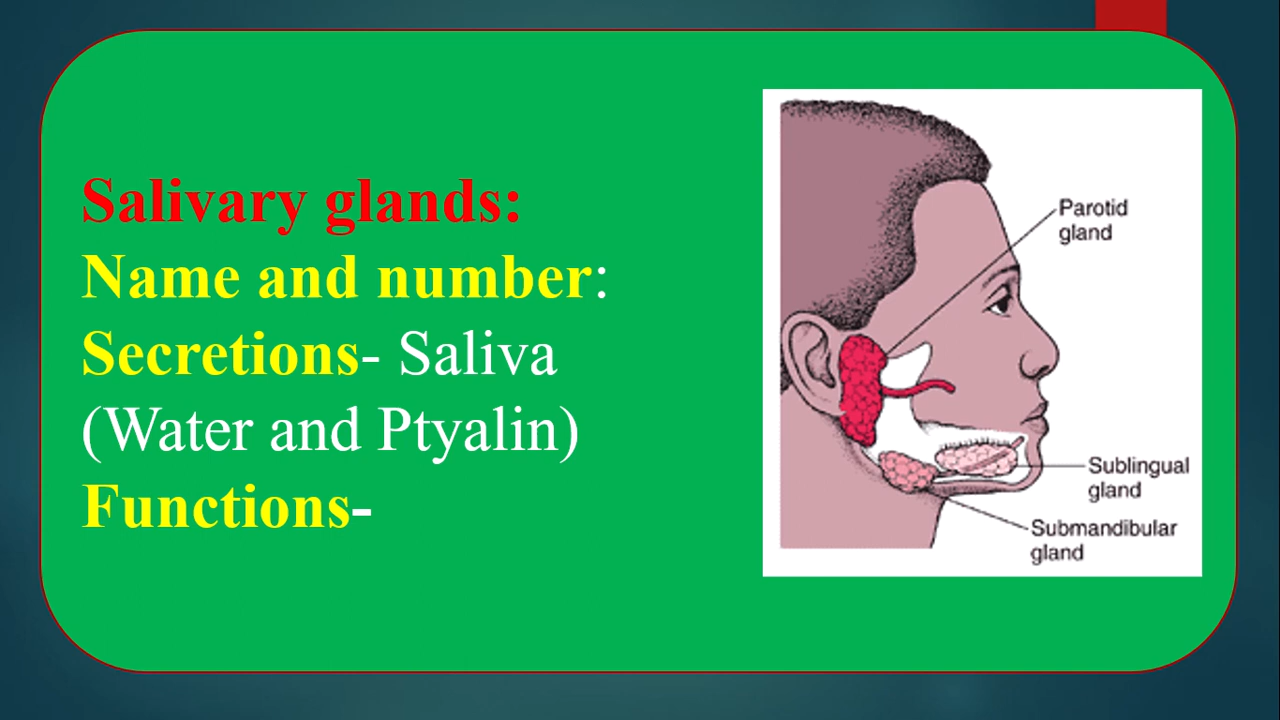 Salivary glands:
Name and number:
Secretions- Saliva
(Water and Ptyalin)
Functions-
Parotid
gland
Sublingual
gland
Submandibular
gland